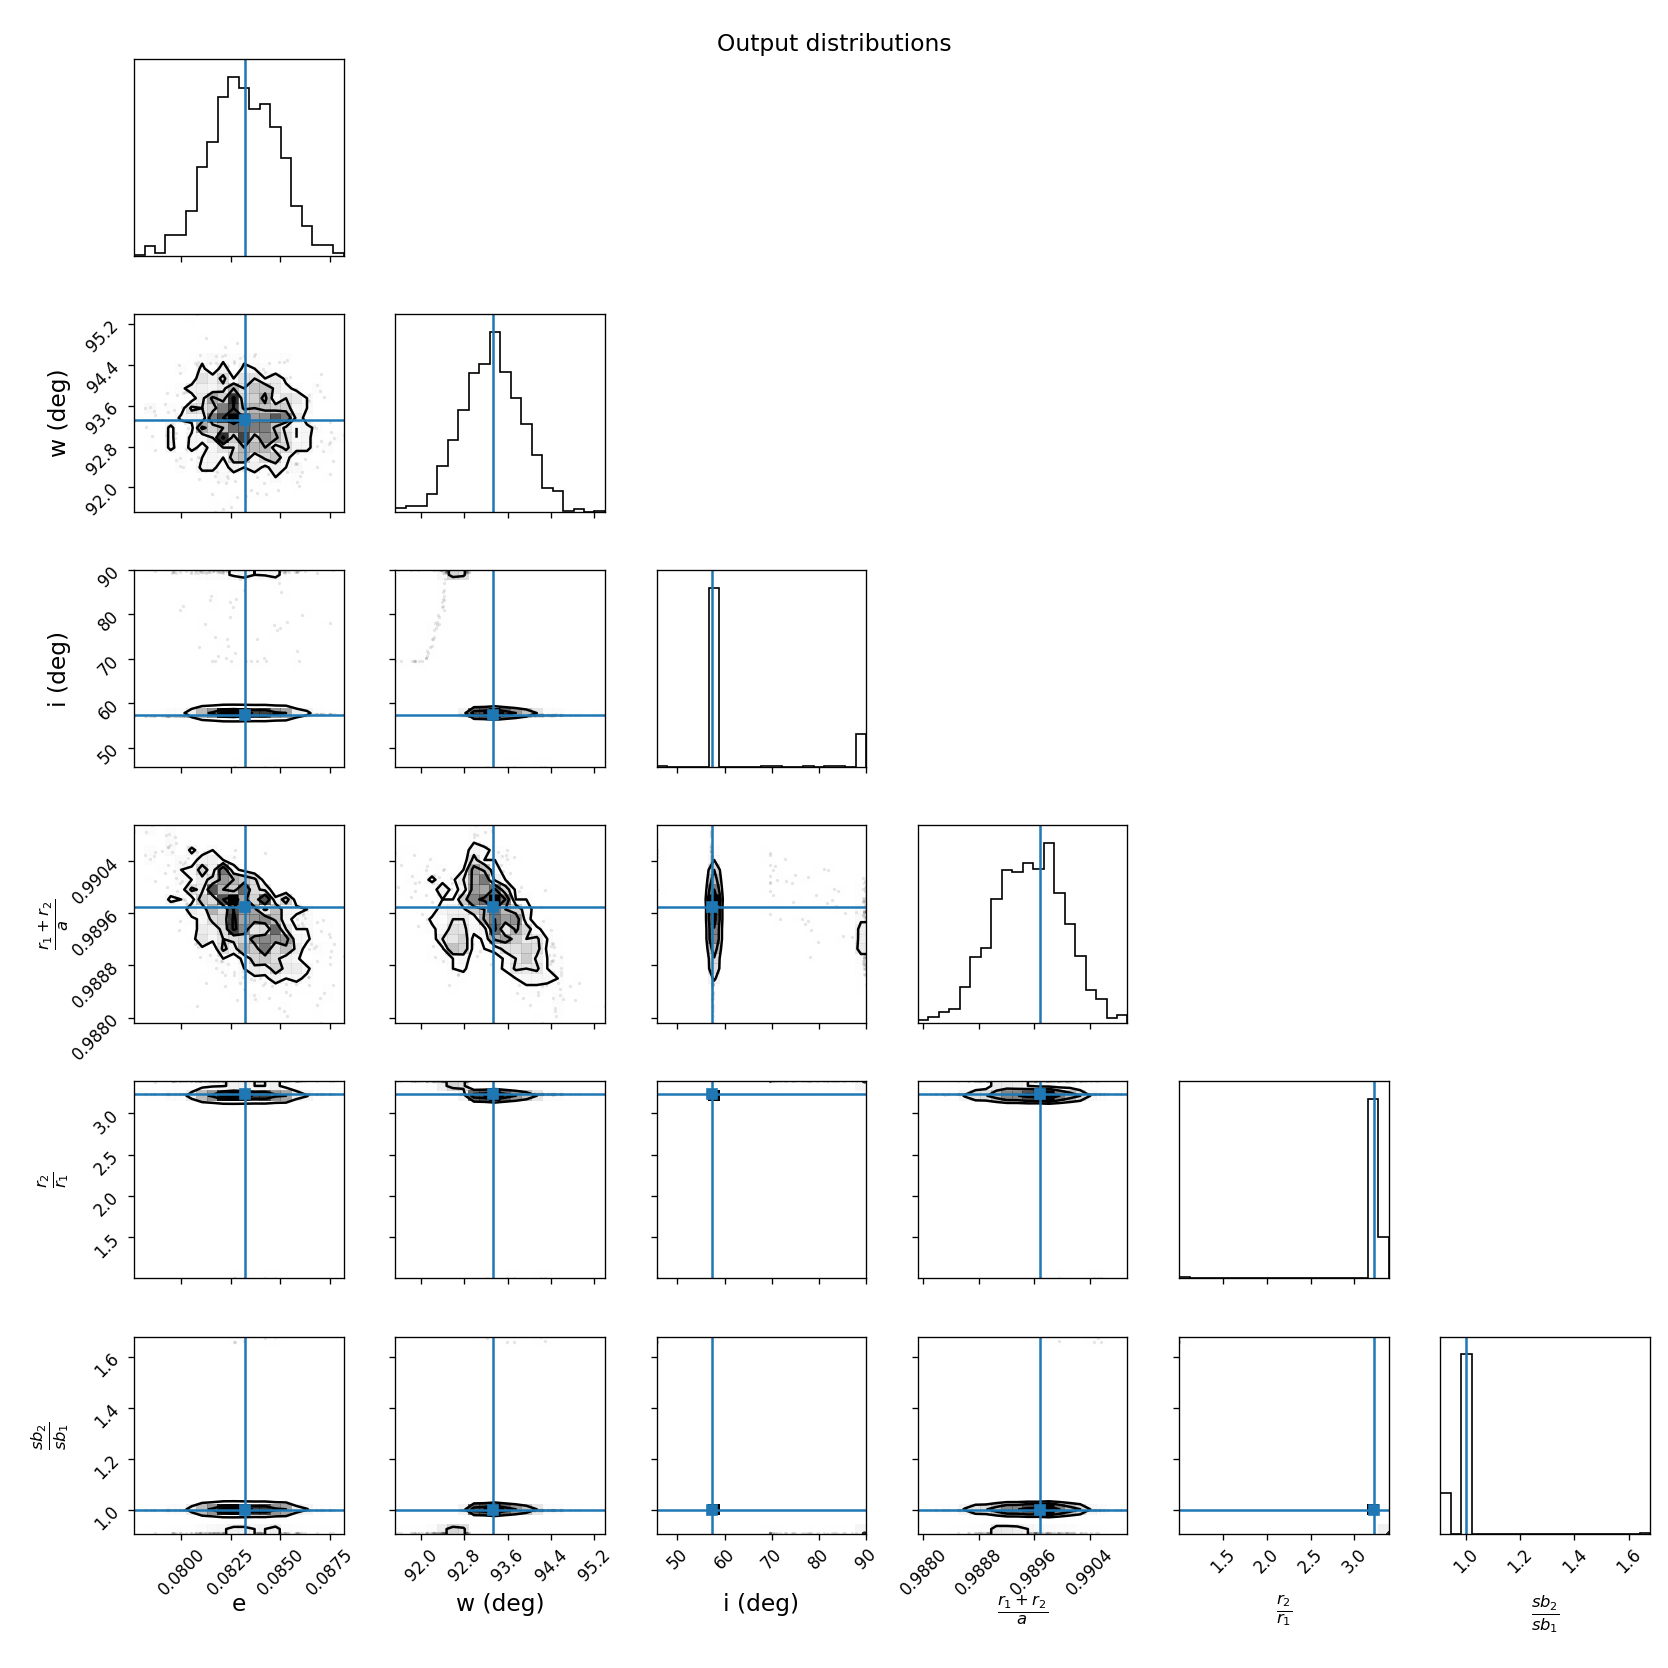 Output distributions
w (deg)
95.2
94.4
93.6
92.8
92.0
i (deg)
90
80
70
60
50
r₁ + r₂
a
0.9904
0.9896
0.9888
0.9880
r₂
r₁
3.0
2.5
2.0
1.5
sb₂
sb₁
1.6
1.4
1.2
1.0
0.0800 0.0825 0.0850 0.0875 92.0 92.8 93.6 94.4 95.2 50 60 70 80 90 0.9880 0.9888 0.9896 0.9904 1.5 2.0 2.5 3.0 1.0 1.2 1.4 1.6
e w (deg) i (deg) r₁ + r₂ r₂ sb₂
a r₁ sb₁